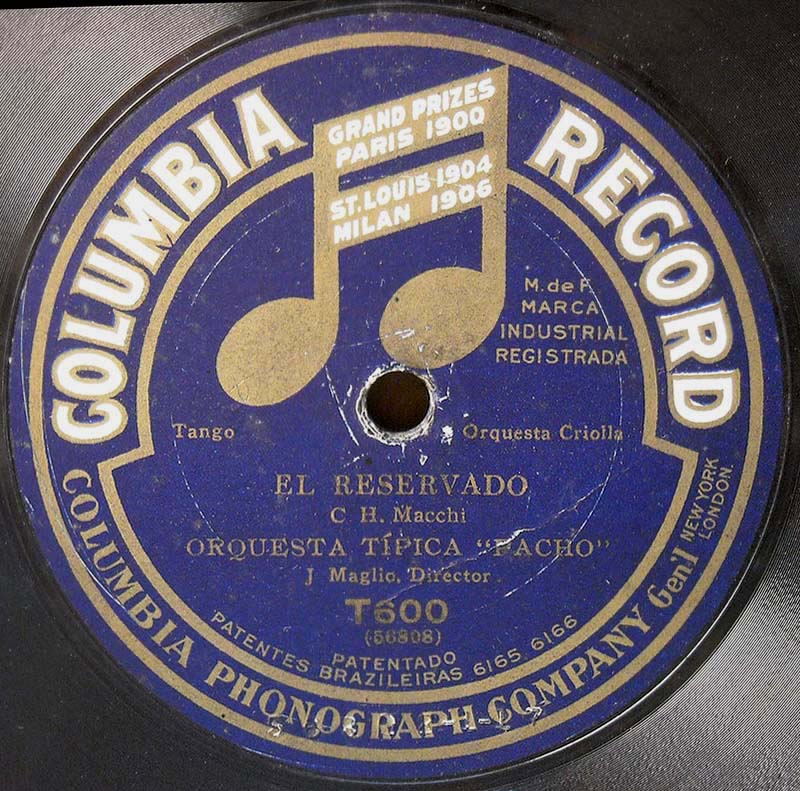 COLUMBIA RECORD
GRAND PRIZES
PARIS 1900
ST. LOUIS 1904
MILAN 1906
M. de F.
MARCA
INDUSTRIAL
REGISTRADA
Tango
Orquesta Criolla
EL RESERVADO
C H. Macchi
ORQUESTA TÍPICA “PACHO”
J Maglio, Director.
T600
(56808)
PATENTADO
PATENTES BRAZILEIRAS 6165 6166
COLUMBIA PHONOGRAPH-COMPANY Genl
NEW YORK
LONDON.